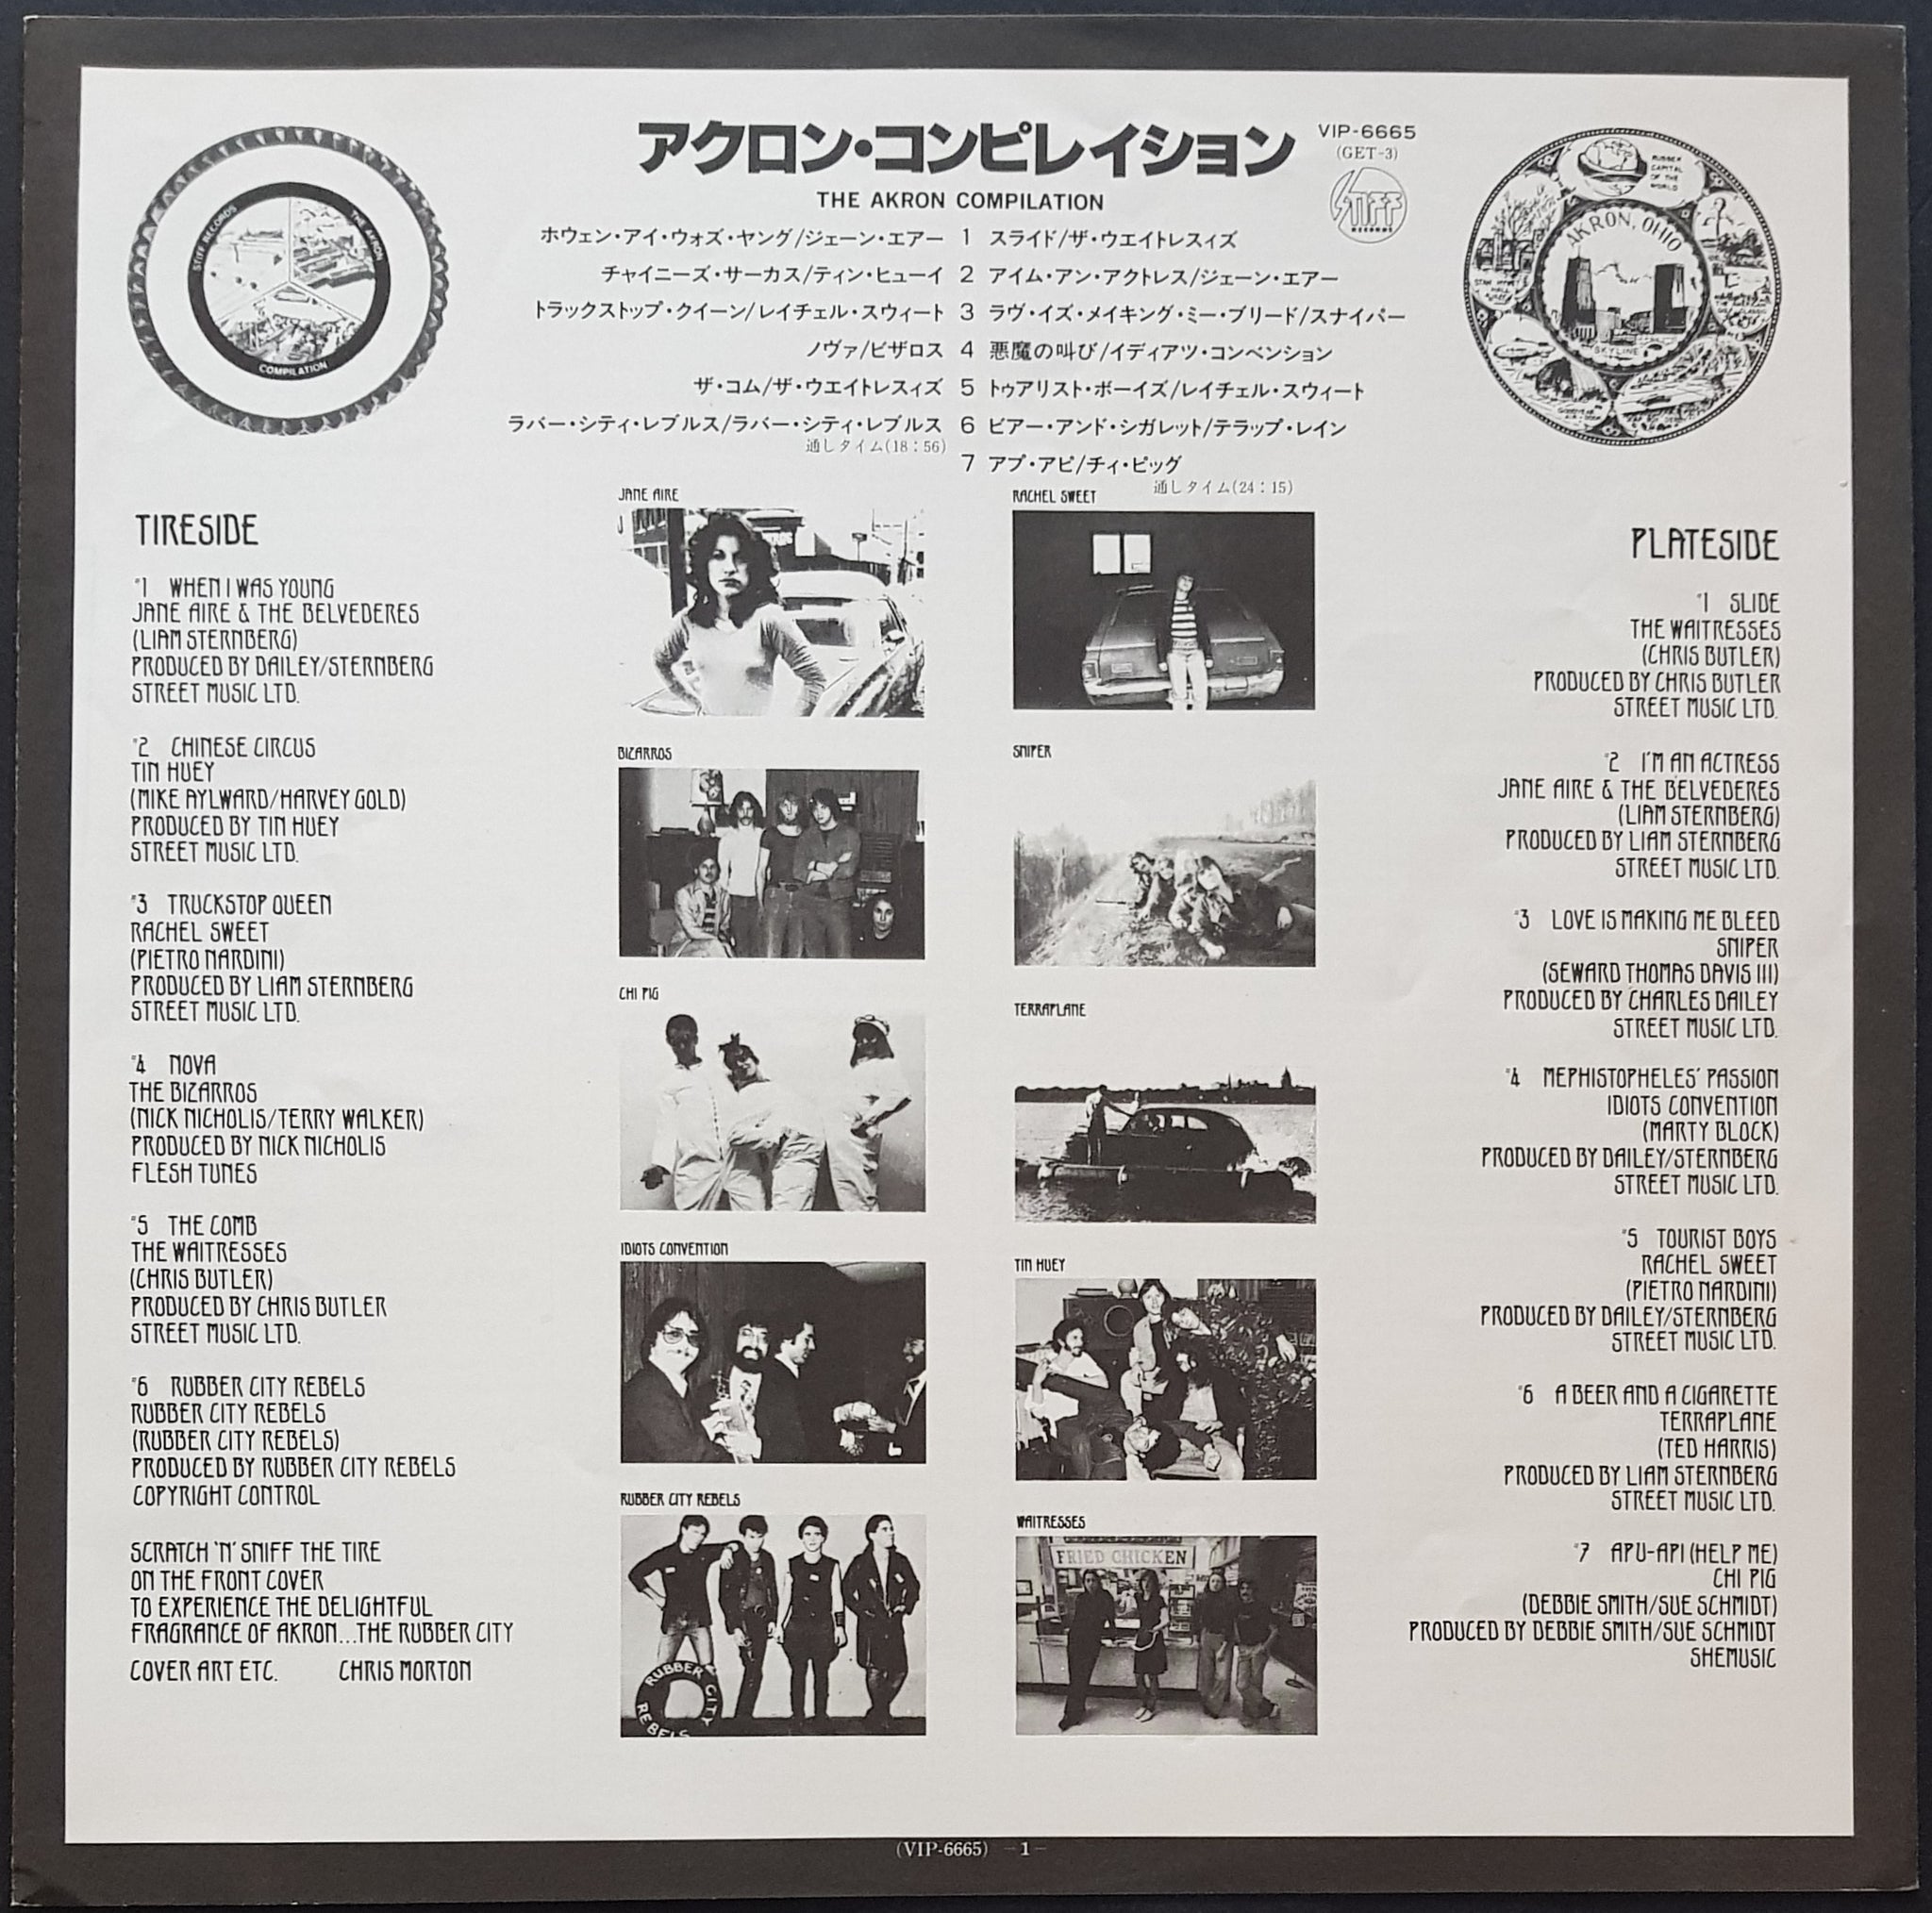 アクロン・コンピレイション
VIP-6665
(GET-3)
STIFF
RECORDS
THE AKRON COMPILATION
STIFF RECORDS
THE AKRON
COMPILATION
RUBBER
CAPITAL
OF THE
WORLD
AKRON, OHIO
SKYLINE
STAN HYWET
HALL
ホウェン・アイ・ウォズ・ヤング/ジェーン・エアー 1 スライド/ザ・ウエイトレスィズ
チャイニーズ・サーカス/ティン・ヒューイ 2 アイム・アン・アクトレス/ジェーン・エアー
トラックストップ・クイーン/レイチェル・スウィート 3 ラヴ・イズ・メイキング・ミー・ブリード/スナイパー
ノヴァ/ビザロス 4 悪魔の叫び/イディアツ・コンベンション
ザ・コム/ザ・ウエイトレスィズ 5 トゥアリスト・ボーイズ/レイチェル・スウィート
ラバー・シティ・レブルス/ラバー・シティ・レブルス 6 ビアー・アンド・シガレット/テラップ・レイン
通しタイム(18:56)
7 アプ・アピ/チィ・ピッグ
通しタイム(24:15)
TIRESIDE
#1 WHEN I WAS YOUNG
JANE AIRE & THE BELVEDERES
(LIAM STERNBERG)
PRODUCED BY DAILEY/STERNBERG
STREET MUSIC LTD.
#2 CHINESE CIRCUS
TIN HUEY
(MIKE AYLWARD/HARVEY GOLD)
PRODUCED BY TIN HUEY
STREET MUSIC LTD.
#3 TRUCKSTOP QUEEN
RACHEL SWEET
(PIETRO NARDINI)
PRODUCED BY LIAM STERNBERG
STREET MUSIC LTD.
#4 NOVA
THE BIZARROS
(NICK NICHOLIS/TERRY WALKER)
PRODUCED BY NICK NICHOLIS
FLESH TUNES
#5 THE COMB
THE WAITRESSES
(CHRIS BUTLER)
PRODUCED BY CHRIS BUTLER
STREET MUSIC LTD.
#6 RUBBER CITY REBELS
RUBBER CITY REBELS
(RUBBER CITY REBELS)
PRODUCED BY RUBBER CITY REBELS
COPYRIGHT CONTROL
SCRATCH 'N' SNIFF THE TIRE
ON THE FRONT COVER
TO EXPERIENCE THE DELIGHTFUL
FRAGRANCE OF AKRON...THE RUBBER CITY
COVER ART ETC. CHRIS MORTON
JANE AIRE
BIZARROS
CHI PIG
IDIOTS CONVENTION
RUBBER CITY REBELS
RUBBER CITY
REBELS
RACHEL SWEET
SNIPER
TERRAPLANE
TIN HUEY
WAITRESSES
FRIED CHICKEN
PLATESIDE
#1 SLIDE
THE WAITRESSES
(CHRIS BUTLER)
PRODUCED BY CHRIS BUTLER
STREET MUSIC LTD.
#2 I'M AN ACTRESS
JANE AIRE & THE BELVEDERES
(LIAM STERNBERG)
PRODUCED BY LIAM STERNBERG
STREET MUSIC LTD.
#3 LOVE IS MAKING ME BLEED
SNIPER
(SEWARD THOMAS DAVIS III)
PRODUCED BY CHARLES DAILEY
STREET MUSIC LTD.
#4 MEPHISTOPHELES' PASSION
IDIOTS CONVENTION
(MARTY BLOCK)
PRODUCED BY DAILEY/STERNBERG
STREET MUSIC LTD.
#5 TOURIST BOYS
RACHEL SWEET
(PIETRO NARDINI)
PRODUCED BY DAILEY/STERNBERG
STREET MUSIC LTD.
#6 A BEER AND A CIGARETTE
TERRAPLANE
(TED HARRIS)
PRODUCED BY LIAM STERNBERG
STREET MUSIC LTD.
#7 APU-API (HELP ME)
CHI PIG
(DEBBIE SMITH/SUE SCHMIDT)
PRODUCED BY DEBBIE SMITH/SUE SCHMIDT
SHEMUSIC
(VIP-6665) -1-